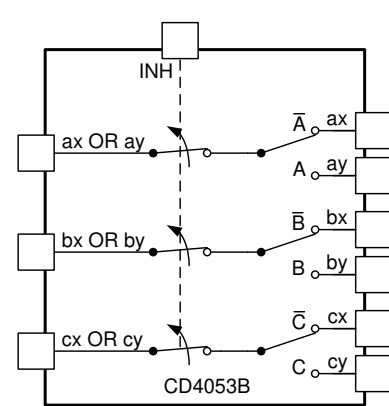 INH
A̅ ax
ax OR ay
A ay
B̅ bx
bx OR by
B by
C̅ cx
cx OR cy
C cy
CD4053B